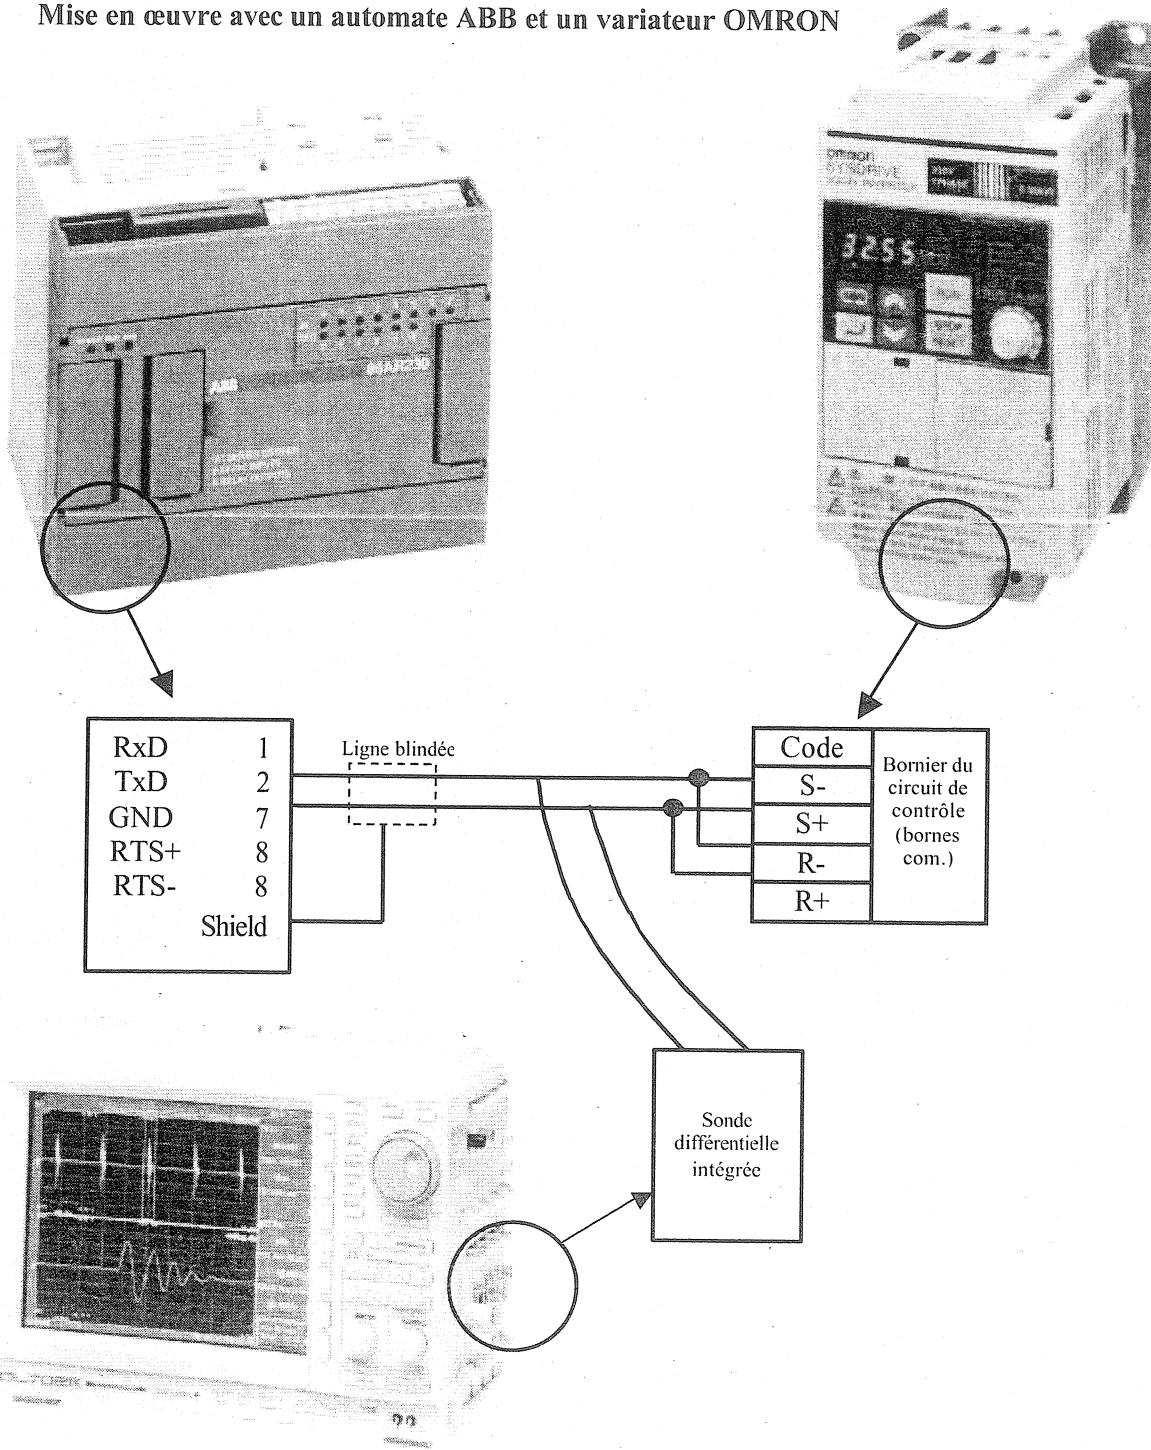 Mise en œuvre avec un automate ABB et un variateur OMRON
omron
3255
ABB
Ligne blindée
RxD 1
TxD 2
GND 7
RTS+ 8
RTS- 8
Shield
Code
S-
S+
R-
R+
Bornier du
circuit de
contrôle
(bornes
com.)
Sonde
différentielle
intégrée